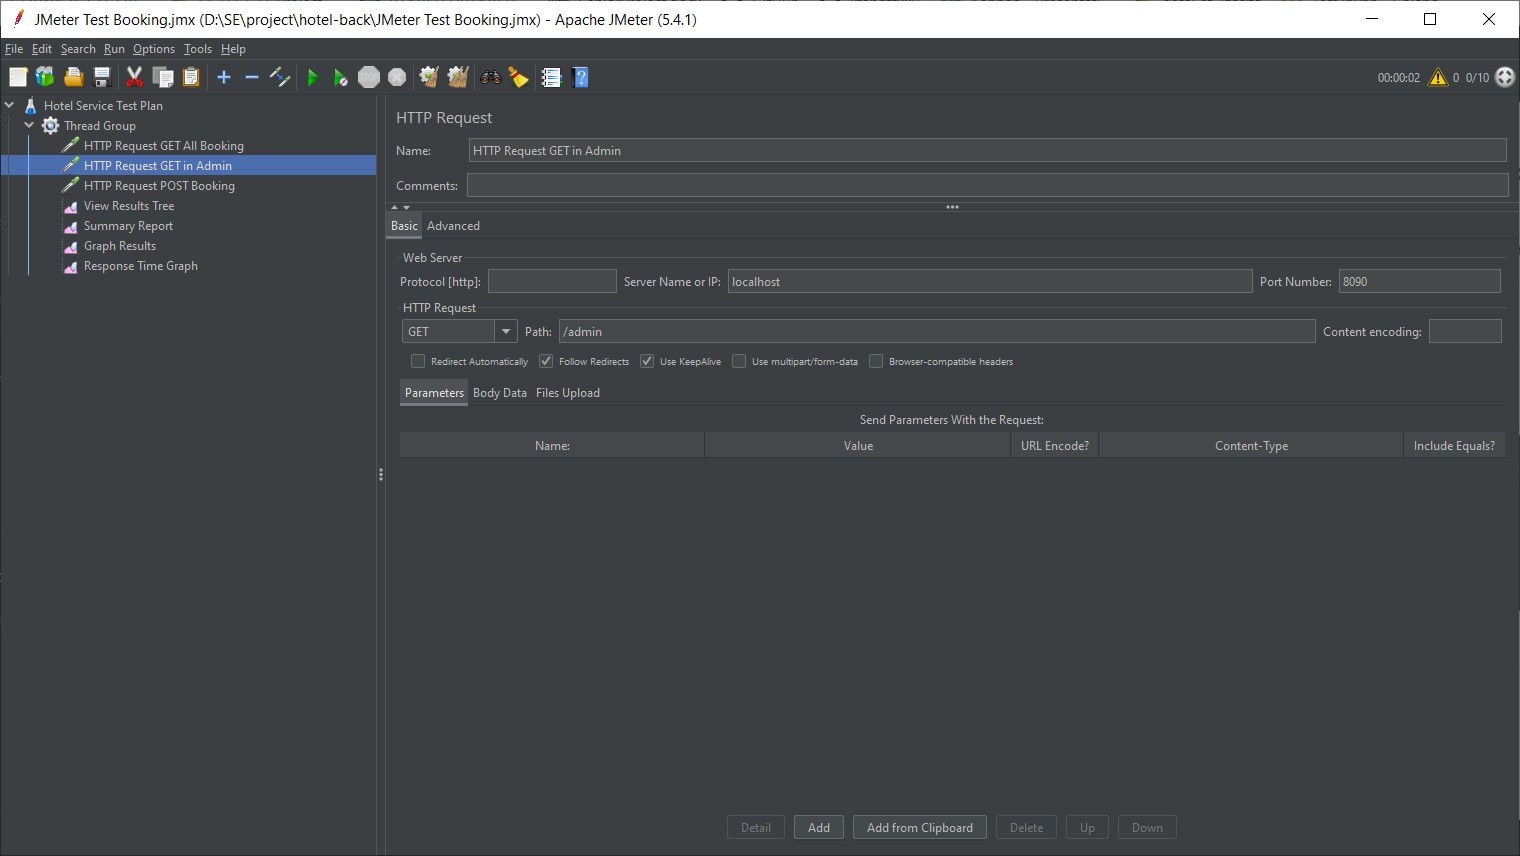 JMeter Test Booking.jmx (D:\SE\project\hotel-back\JMeter Test Booking.jmx) - Apache JMeter (5.4.1)
File Edit Search Run Options Tools Help
STOP
00:00:02 0 0/10
Hotel Service Test Plan
Thread Group
HTTP Request GET All Booking
HTTP Request GET in Admin
HTTP Request POST Booking
View Results Tree
Summary Report
Graph Results
Response Time Graph
HTTP Request
Name: HTTP Request GET in Admin
Comments:
Basic Advanced
Web Server
Protocol [http]: Server Name or IP: localhost Port Number: 8090
HTTP Request
GET Path: /admin Content encoding:
Redirect Automatically Follow Redirects Use KeepAlive Use multipart/form-data Browser-compatible headers
Parameters Body Data Files Upload
Send Parameters With the Request:
Name: Value URL Encode? Content-Type Include Equals?
Detail Add Add from Clipboard Delete Up Down